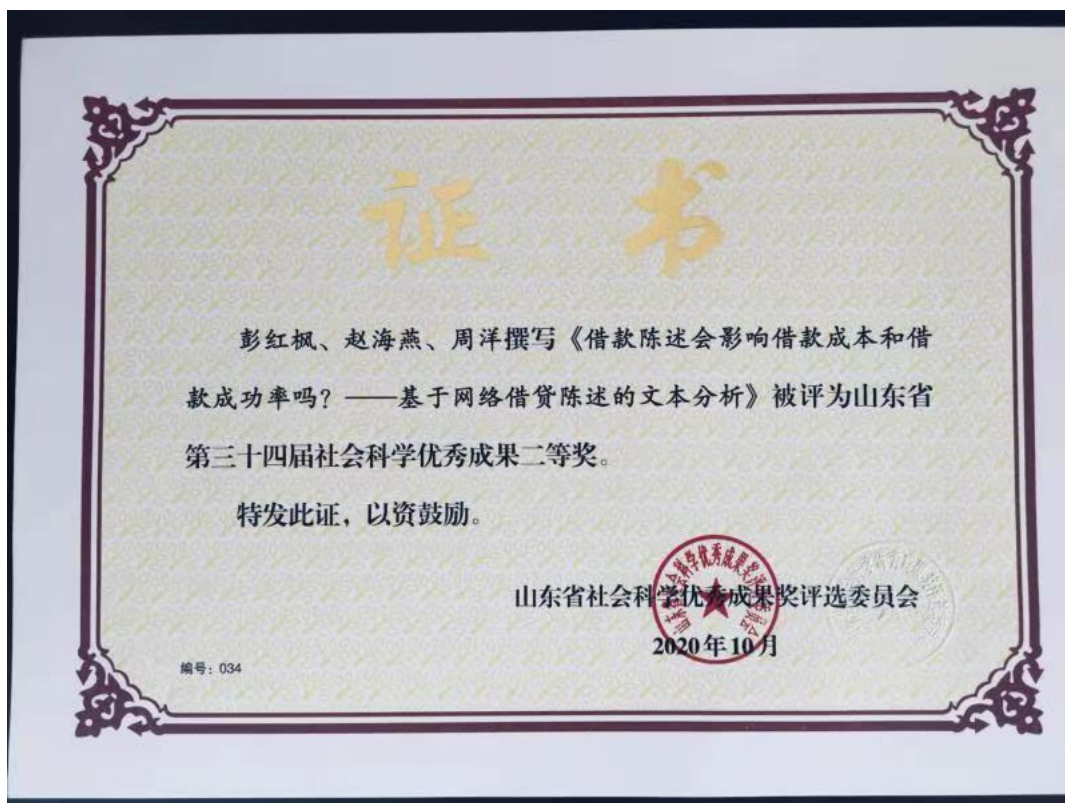 证 书
彭红枫、赵海燕、周洋撰写《借款陈述会影响借款成本和借
款成功率吗？——基于网络借贷陈述的文本分析》被评为山东省
第三十四届社会科学优秀成果二等奖。
特发此证，以资鼓励。
山东省社会科学优秀成果奖评选委员会
2020年10月
编号：034